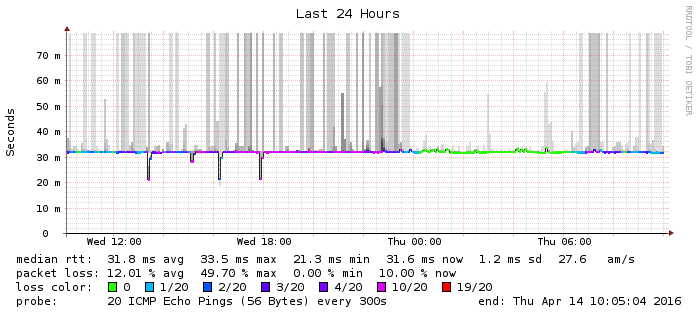 Last 24 Hours
RRDTOOL / TOBI OETIKER
Seconds
70 m
60 m
50 m
40 m
30 m
20 m
10 m
0
Wed 12:00 Wed 18:00 Thu 00:00 Thu 06:00
median rtt: 31.8 ms avg 33.5 ms max 21.3 ms min 31.6 ms now 1.2 ms sd 27.6 am/s
packet loss: 12.01 % avg 49.70 % max 0.00 % min 10.00 % now
loss color: 0 1/20 2/20 3/20 4/20 10/20 19/20
probe: 20 ICMP Echo Pings (56 Bytes) every 300s end: Thu Apr 14 10:05:04 2016